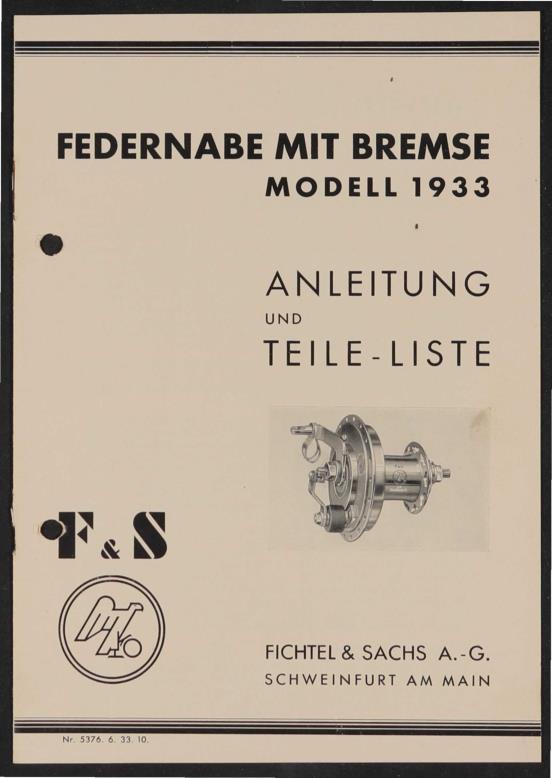 FEDERNABE MIT BREMSE
MODELL 1933
ANLEITUNG
UND
TEILE-LISTE
F & S
FICHTEL & SACHS A.-G.
SCHWEINFURT AM MAIN
Nr. 5376. 6. 33. 10.